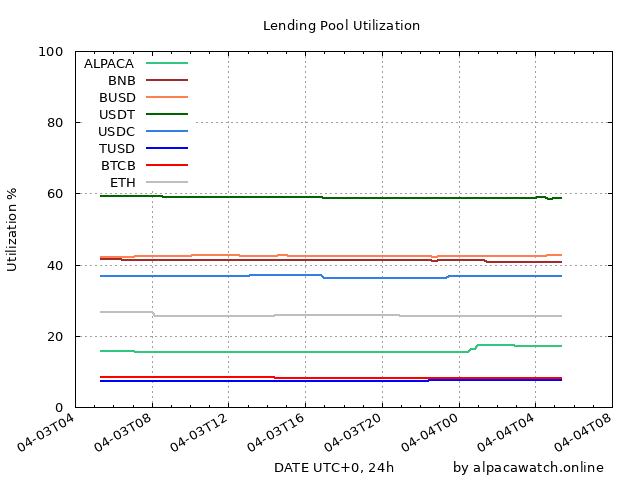 Lending Pool Utilization
100
80
60
40
20
0
Utilization %
ALPACA
BNB
BUSD
USDT
USDC
TUSD
BTCB
ETH
04-03T04
04-03T08
04-03T12
04-03T16
04-03T20
04-04T00
04-04T04
04-04T08
DATE UTC+0, 24h
by alpacawatch.online